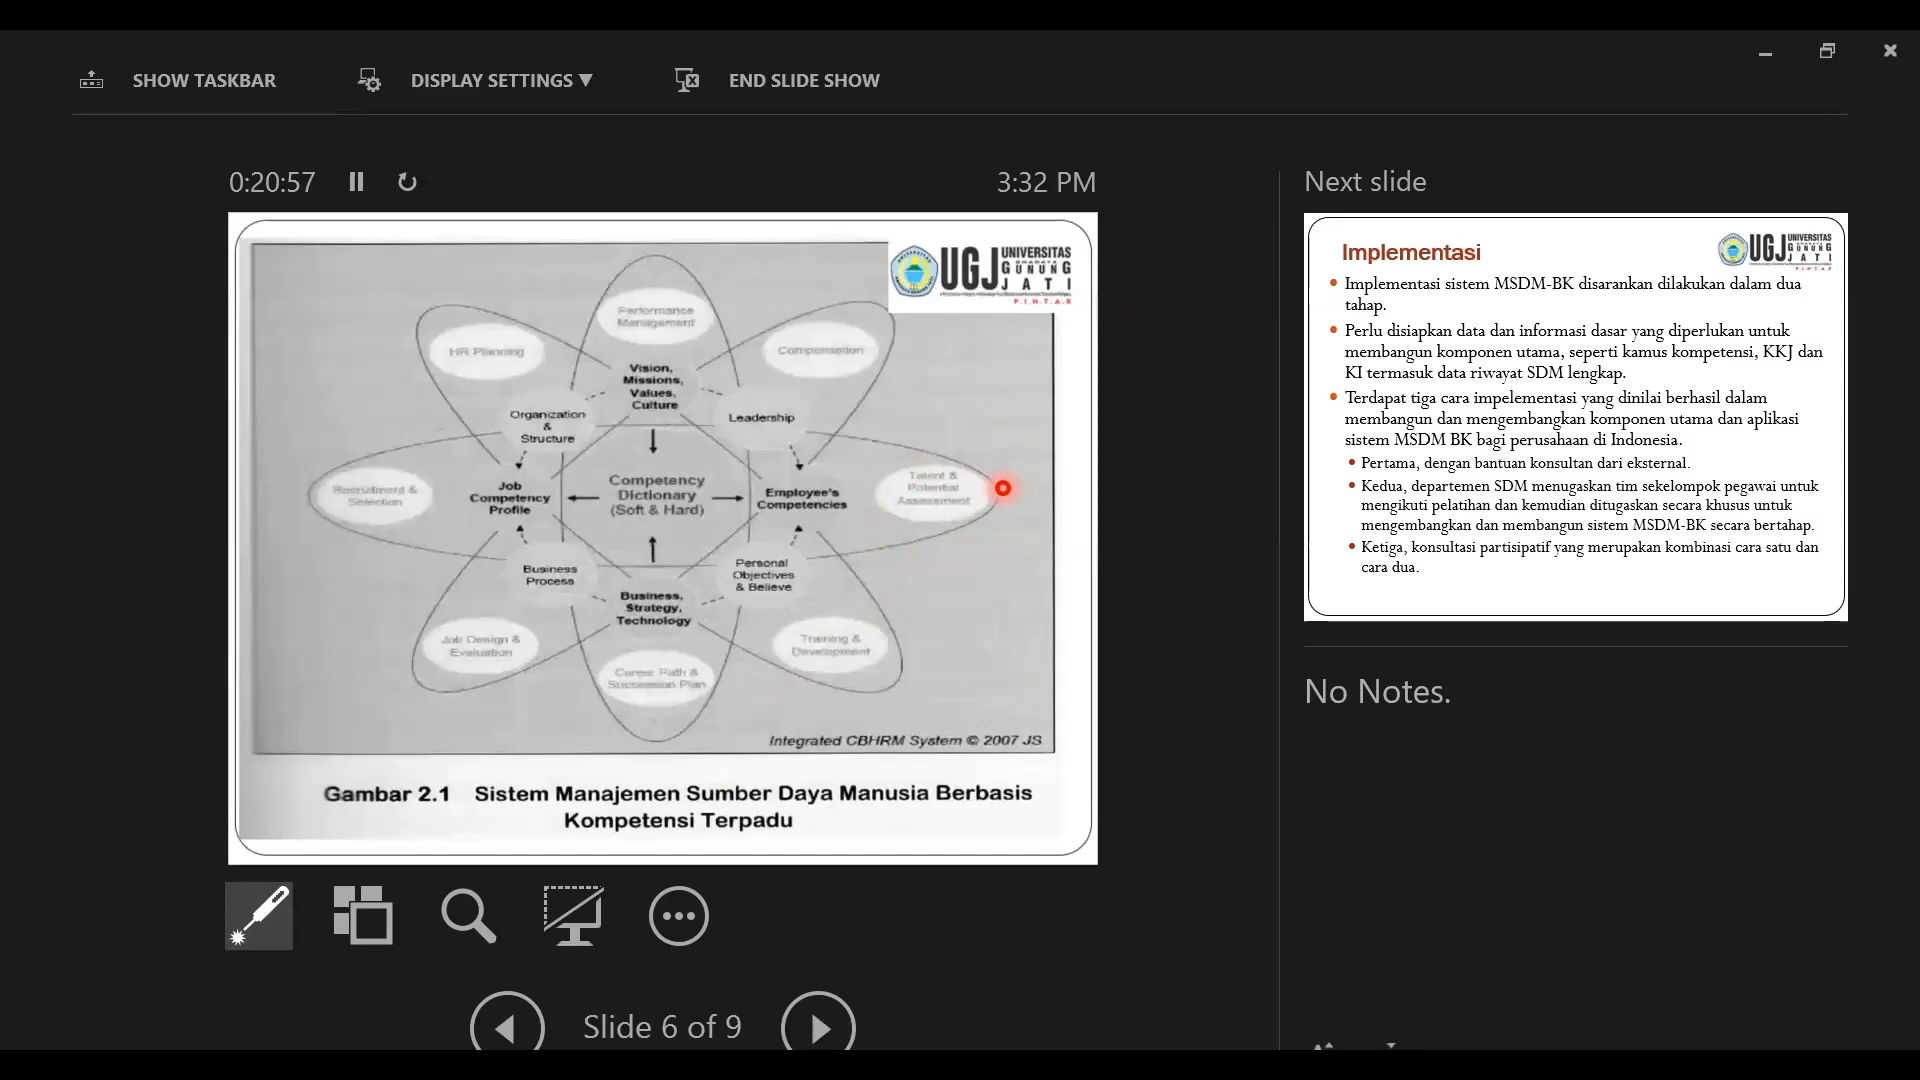 SHOW TASKBAR
DISPLAY SETTINGS ▼
END SLIDE SHOW
0:20:57
3:32 PM
Next slide
UGJ
UNIVERSITAS
SWADAYA
GUNUNG
JATI
P.I.N.T.A.R
Performance
Management
HR Planning
Compensation
Vision,
Missions,
Values,
Culture
Organization
&
Structure
Leadership
Recruitment &
Selection
Job
Competency
Profile
Competency
Dictionary
(Soft & Hard)
Employee's
Competencies
Talent &
Potential
Assessment
Business
Process
Personal
Objectives
& Believe
Business,
Strategy,
Technology
Job Design &
Evaluation
Training &
Development
Career Path &
Succession Plan
Integrated CBHRM System © 2007 JS
Gambar 2.1 Sistem Manajemen Sumber Daya Manusia Berbasis
Kompetensi Terpadu
Implementasi
UGJ
UNIVERSITAS
GUNUNG
JATI
P.I.N.T.A.R
• Implementasi sistem MSDM-BK disarankan dilakukan dalam dua
tahap.
• Perlu disiapkan data dan informasi dasar yang diperlukan untuk
membangun komponen utama, seperti kamus kompetensi, KKJ dan
KI termasuk data riwayat SDM lengkap.
• Terdapat tiga cara impelementasi yang dinilai berhasil dalam
membangun dan mengembangkan komponen utama dan aplikasi
sistem MSDM BK bagi perusahaan di Indonesia.
• Pertama, dengan bantuan konsultan dari eksternal.
• Kedua, departemen SDM menugaskan tim sekelompok pegawai untuk
mengikuti pelatihan dan kemudian ditugaskan secara khusus untuk
mengembangkan dan membangun sistem MSDM-BK secara bertahap.
• Ketiga, konsultasi partisipatif yang merupakan kombinasi cara satu dan
cara dua.
No Notes.
Slide 6 of 9